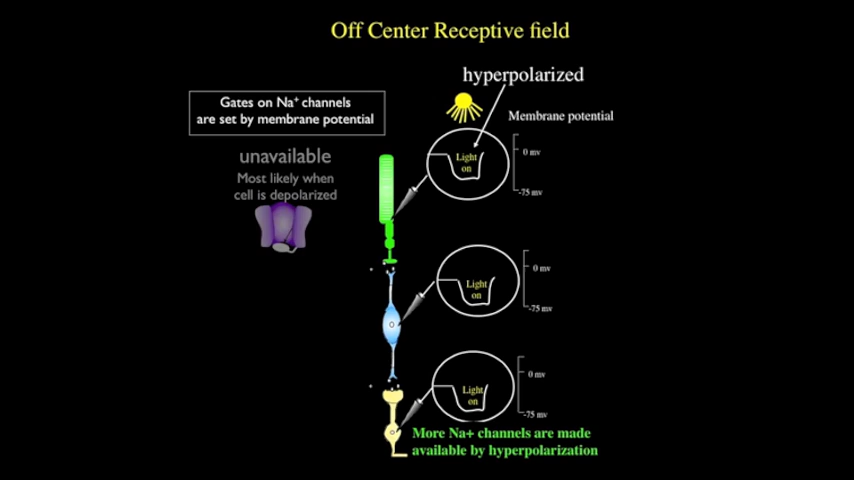 Off Center Receptive field
hyperpolarized
Gates on Na⁺ channels
are set by membrane potential
Membrane potential
unavailable
Most likely when
cell is depolarized
Light
on
0 mv
-75 mv
Light
on
0 mv
-75 mv
Light
on
0 mv
-75 mv
More Na+ channels are made
available by hyperpolarization